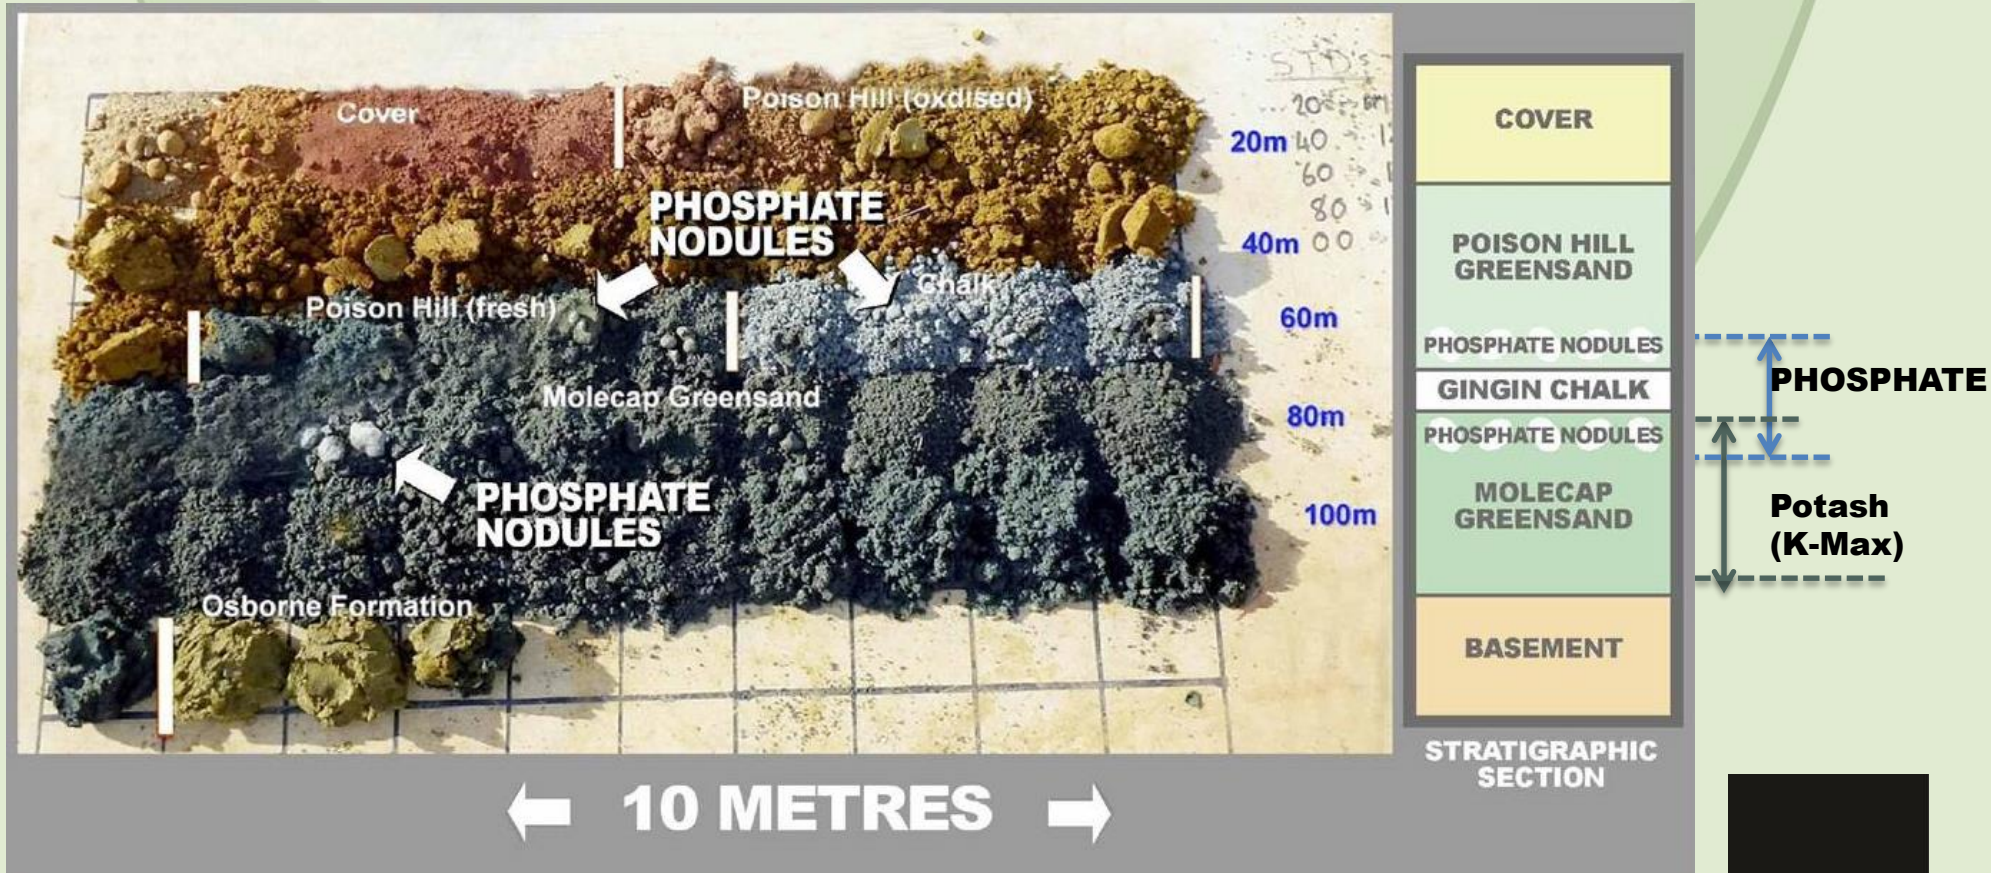 Cover
Poison Hill (oxdised)
STD's
20m
40m
PHOSPHATE
NODULES
Poison Hill (fresh)
Chalk
60m
Molecap Greensand
80m
PHOSPHATE
NODULES
100m
Osborne Formation
10 METRES
COVER
POISON HILL
GREENSAND
PHOSPHATE NODULES
GINGIN CHALK
PHOSPHATE NODULES
MOLECAP
GREENSAND
BASEMENT
STRATIGRAPHIC
SECTION
PHOSPHATE
Potash
(K-Max)